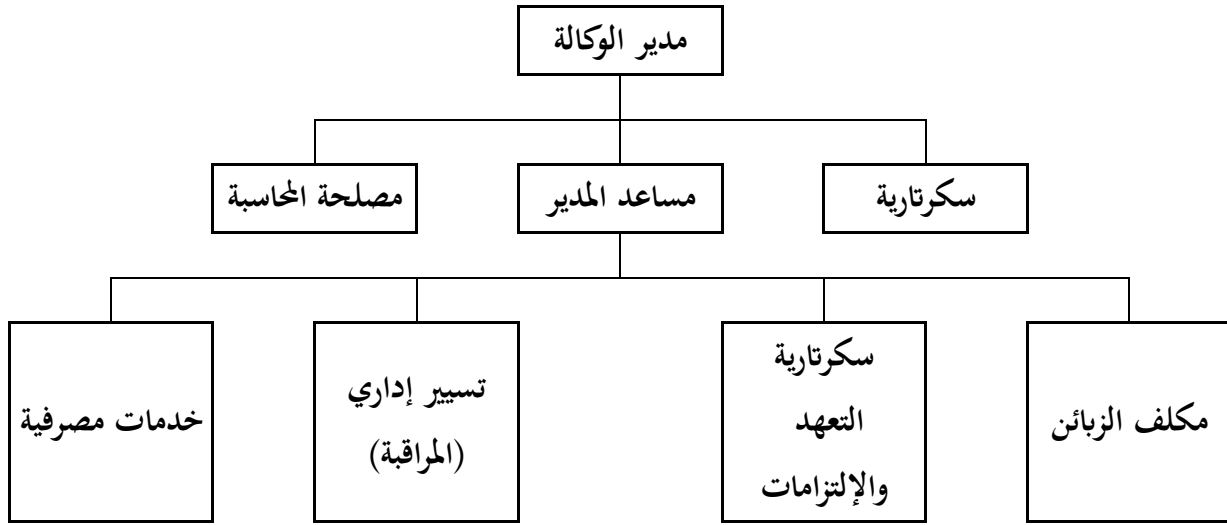 مدير الوكالة
سكرتارية
مساعد المدير
مصلحة المحاسبة
مكلف الزبائن
سكرتارية
التعهد
والإلتزامات
تسيير إداري
(المراقبة)
خدمات مصرفية